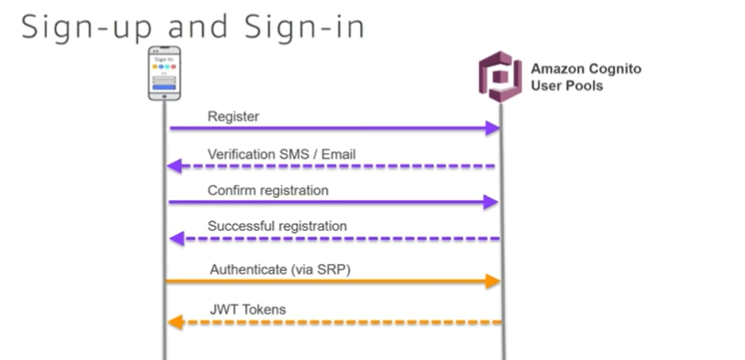 Sign-up and Sign-in
Sign-In
Amazon Cognito
User Pools
Register
Verification SMS / Email
Confirm registration
Successful registration
Authenticate (via SRP)
JWT Tokens